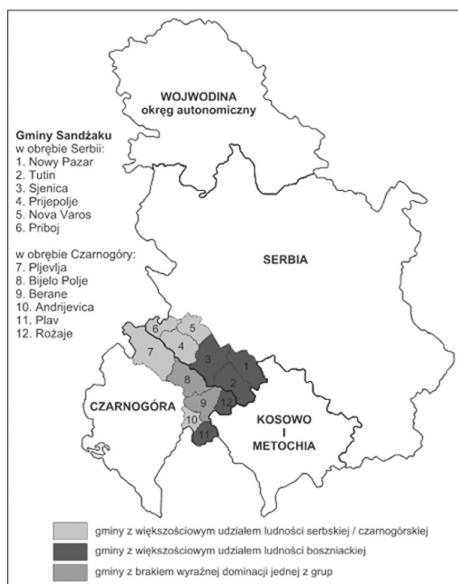 WOJWODINA
okręg autonomiczny
Gminy Sandżaku
w obrębie Serbii:
1. Nowy Pazar
2. Tutin
3. Sjenica
4. Prijepolje
5. Nova Varos
6. Priboj
w obrębie Czarnogóry:
7. Pljevlja
8. Bijelo Polje
9. Berane
10. Andrijevica
11. Plav
12. Rożaje
SERBIA
6
5
4
7
3
1
2
8
9
12
10
11
CZARNOGÓRA
KOSOWO
I
METOCHIA
gminy z większościowym udziałem ludności serbskiej / czarnogórskiej
gminy z większościowym udziałem ludności boszniackiej
gminy z brakiem wyraźnej dominacji jednej z grup